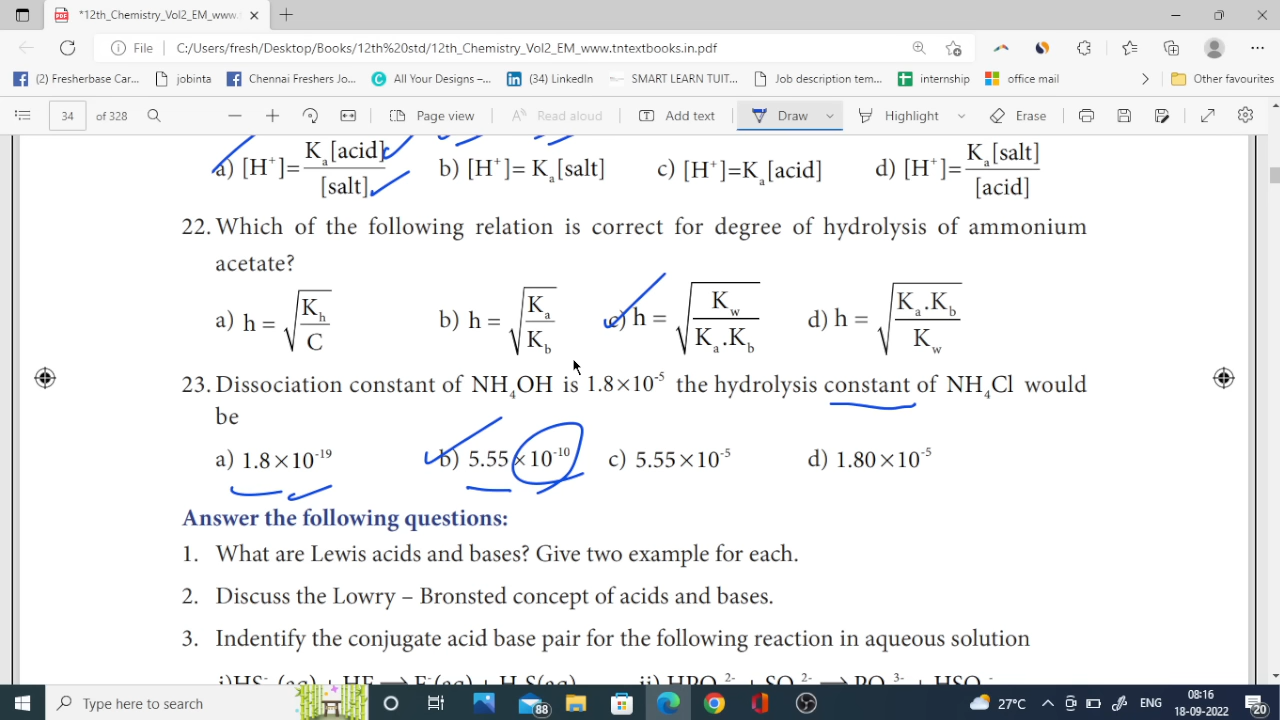 *12th_Chemistry_Vol2_EM_www.
File C:/Users/fresh/Desktop/Books/12th%20std/12th_Chemistry_Vol2_EM_www.tntextbooks.in.pdf
(2) Fresherbase Car... jobinta Chennai Freshers Jo... All Your Designs –... (34) LinkedIn SMART LEARN TUIT... Job description tem... internship office mail Other favourites
34 of 328 Page view Read aloud Add text Draw Highlight Erase
a) [H⁺]= Kₐ[acid] / [salt] b) [H⁺]= Kₐ[salt] c) [H⁺]=Kₐ[acid] d) [H⁺]= Kₐ[salt] / [acid]
22. Which of the following relation is correct for degree of hydrolysis of ammonium
acetate?
a) h = √(Kₕ / C) b) h = √(Kₐ / K_b) c) h = √(K_w / Kₐ.K_b) d) h = √(Kₐ.K_b / K_w)
23. Dissociation constant of NH₄OH is 1.8×10⁻⁵ the hydrolysis constant of NH₄Cl would
be
a) 1.8×10⁻¹⁹ b) 5.55×10⁻¹⁰ c) 5.55×10⁻⁵ d) 1.80×10⁻⁵
Answer the following questions:
1. What are Lewis acids and bases? Give two example for each.
2. Discuss the Lowry – Bronsted concept of acids and bases.
3. Indentify the conjugate acid base pair for the following reaction in aqueous solution
Type here to search 88 27°C ENG 08:16
18-09-2022 20